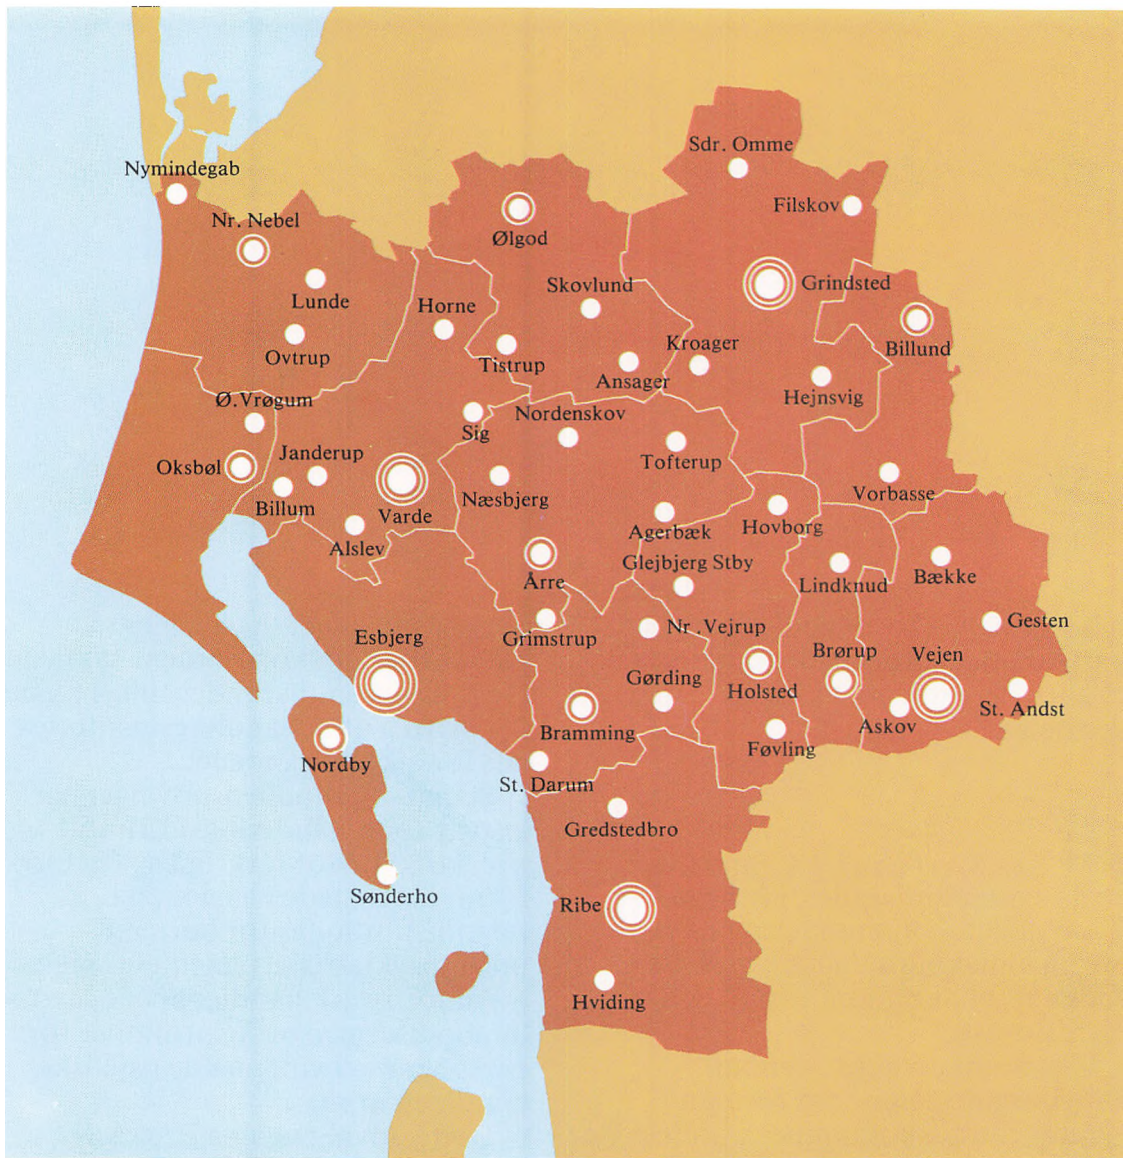 Sdr. Omme
Nymindegab
Filskov
Nr. Nebel
Ølgod
Lunde
Skovlund
Grindsted
Horne
Ovtrup
Tistrup
Kroager
Billund
Ansager
Hejnsvig
Ø.Vrøgum
Nordenskov
Sig
Janderup
Oksbøl
Tofterup
Næsbjerg
Vorbasse
Billum
Varde
Agerbæk
Hovborg
Alslev
Glejbjerg Stby
Årre
Lindknud
Bække
Gesten
Grimstrup
Nr .Vejrup
Esbjerg
Brørup
Vejen
Gørding
Holsted
St. Andst
Askov
Bramming
Føvling
Nordby
St. Darum
Gredstedbro
Sønderho
Ribe
Hviding